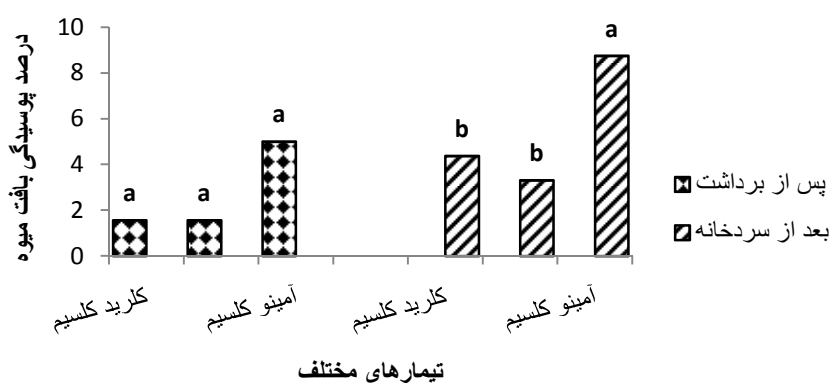 درصد پوسیدگی بافت میوه
10
8
6
4
2
0
a
a
a
b
b
a
کلرید کلسیم
آمینو کلسیم
کلرید کلسیم
آمینو کلسیم
تیمارهای مختلف
پس از برداشت
بعد از سردخانه